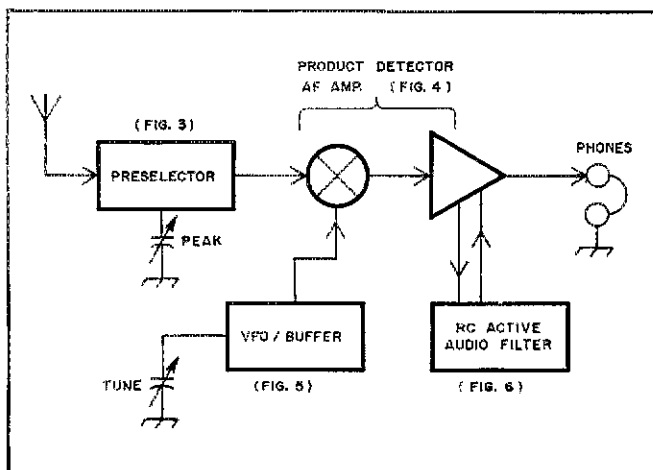 PRODUCT DETECTOR
AF AMP. (FIG. 4)
(FIG. 3)
PRESELECTOR
PHONES
PEAK
VFO / BUFFER
RC ACTIVE
AUDIO FILTER
TUNE
(FIG. 5)
(FIG. 6)